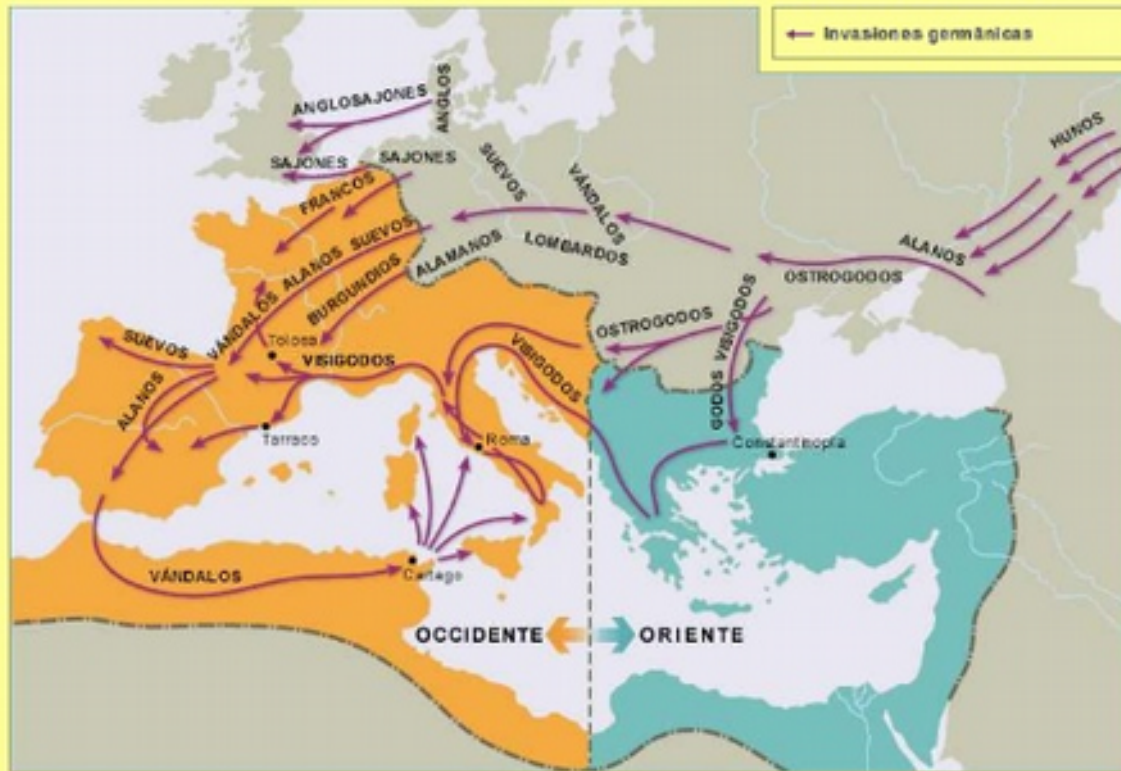 Invasiones germánicas
ANGLOSAJONES
ANGLOS
SAJONES
SAJONES
SUEVOS
VÁNDALOS
HUNOS
FRANCOS
LOMBARDOS
ALANOS
VÁNDALOS ALANOS SUEVOS
ALAMANOS
BURGUNDIOS
OSTROGODOS
OSTROGODOS
GODOS VISIGODOS
SUEVOS
Tolosa
VISIGODOS
VISIGODOS
ALANOS
Tarraco
Roma
Constantinopla
VÁNDALOS
Cartago
OCCIDENTE
ORIENTE